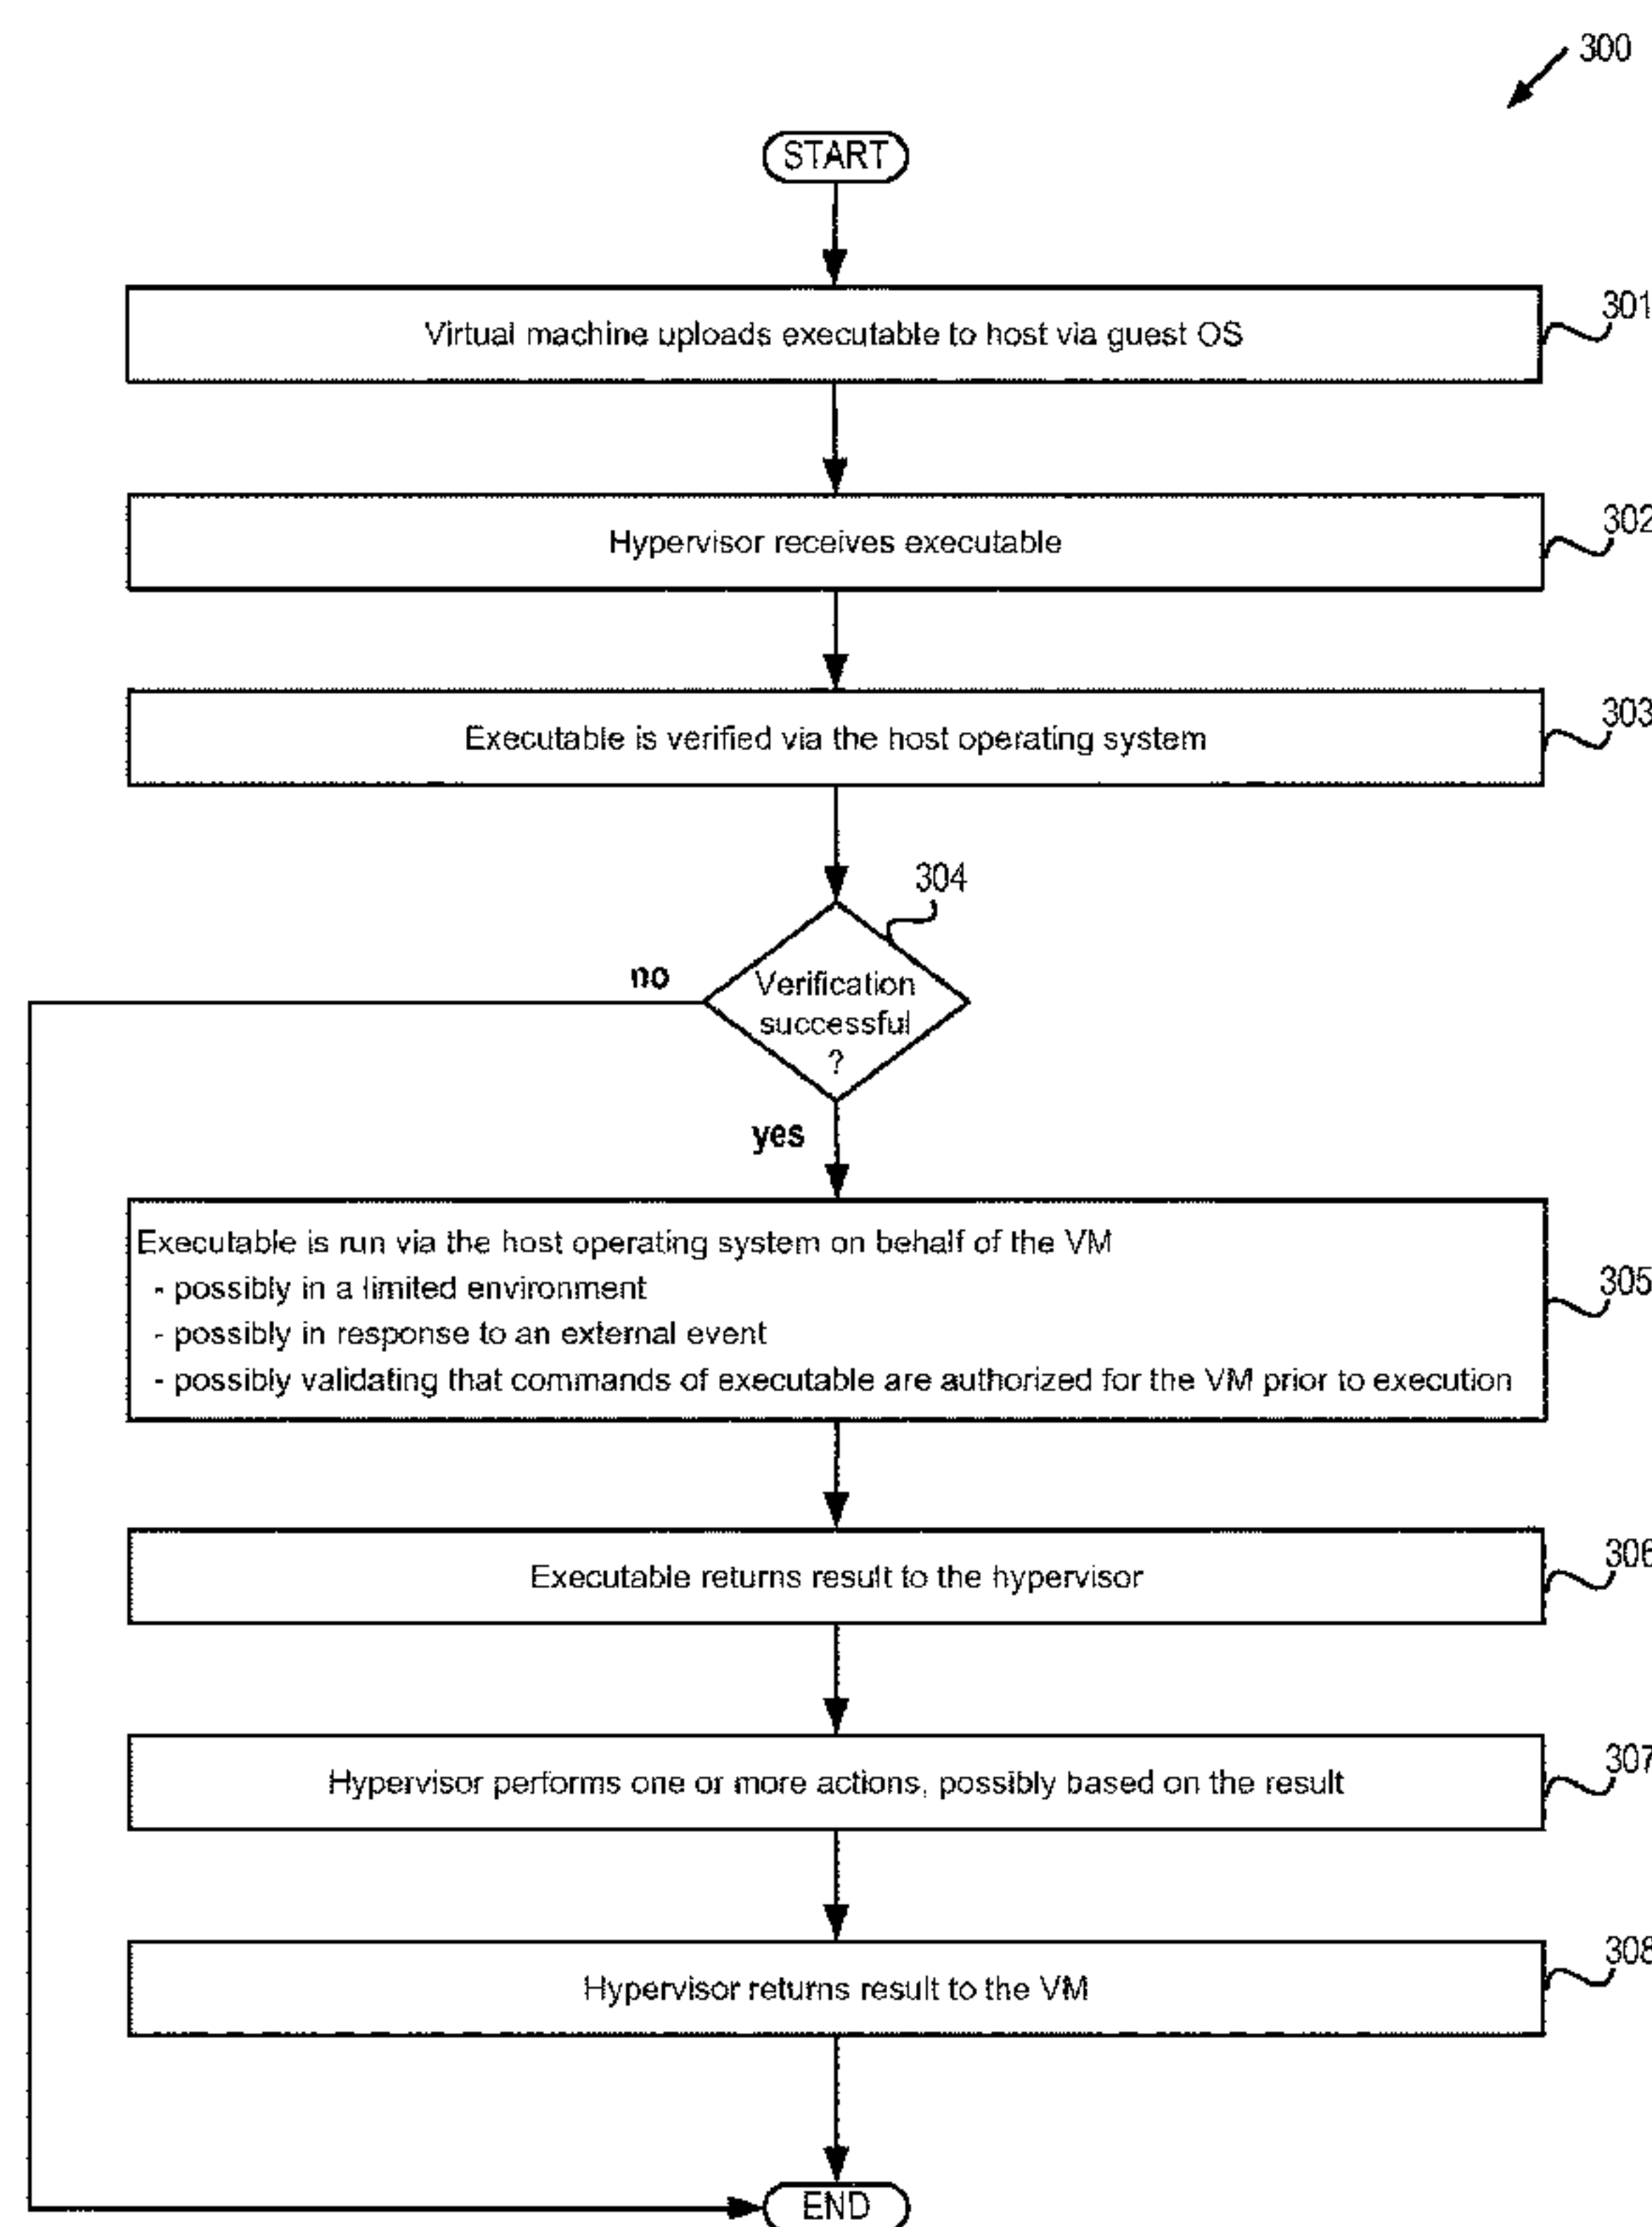 300
START
Virtual machine uploads executable to host via guest OS
301
Hypervisor receives executable
302
Executable is verified via the host operating system
303
304
no
Verification
successful
?
yes
Executable is run via the host operating system on behalf of the VM
- possibly in a limited environment
- possibly in response to an external event
- possibly validating that commands of executable are authorized for the VM prior to execution
305
Executable returns result to the hypervisor
306
Hypervisor performs one or more actions, possibly based on the result
307
Hypervisor returns result to the VM
308
END